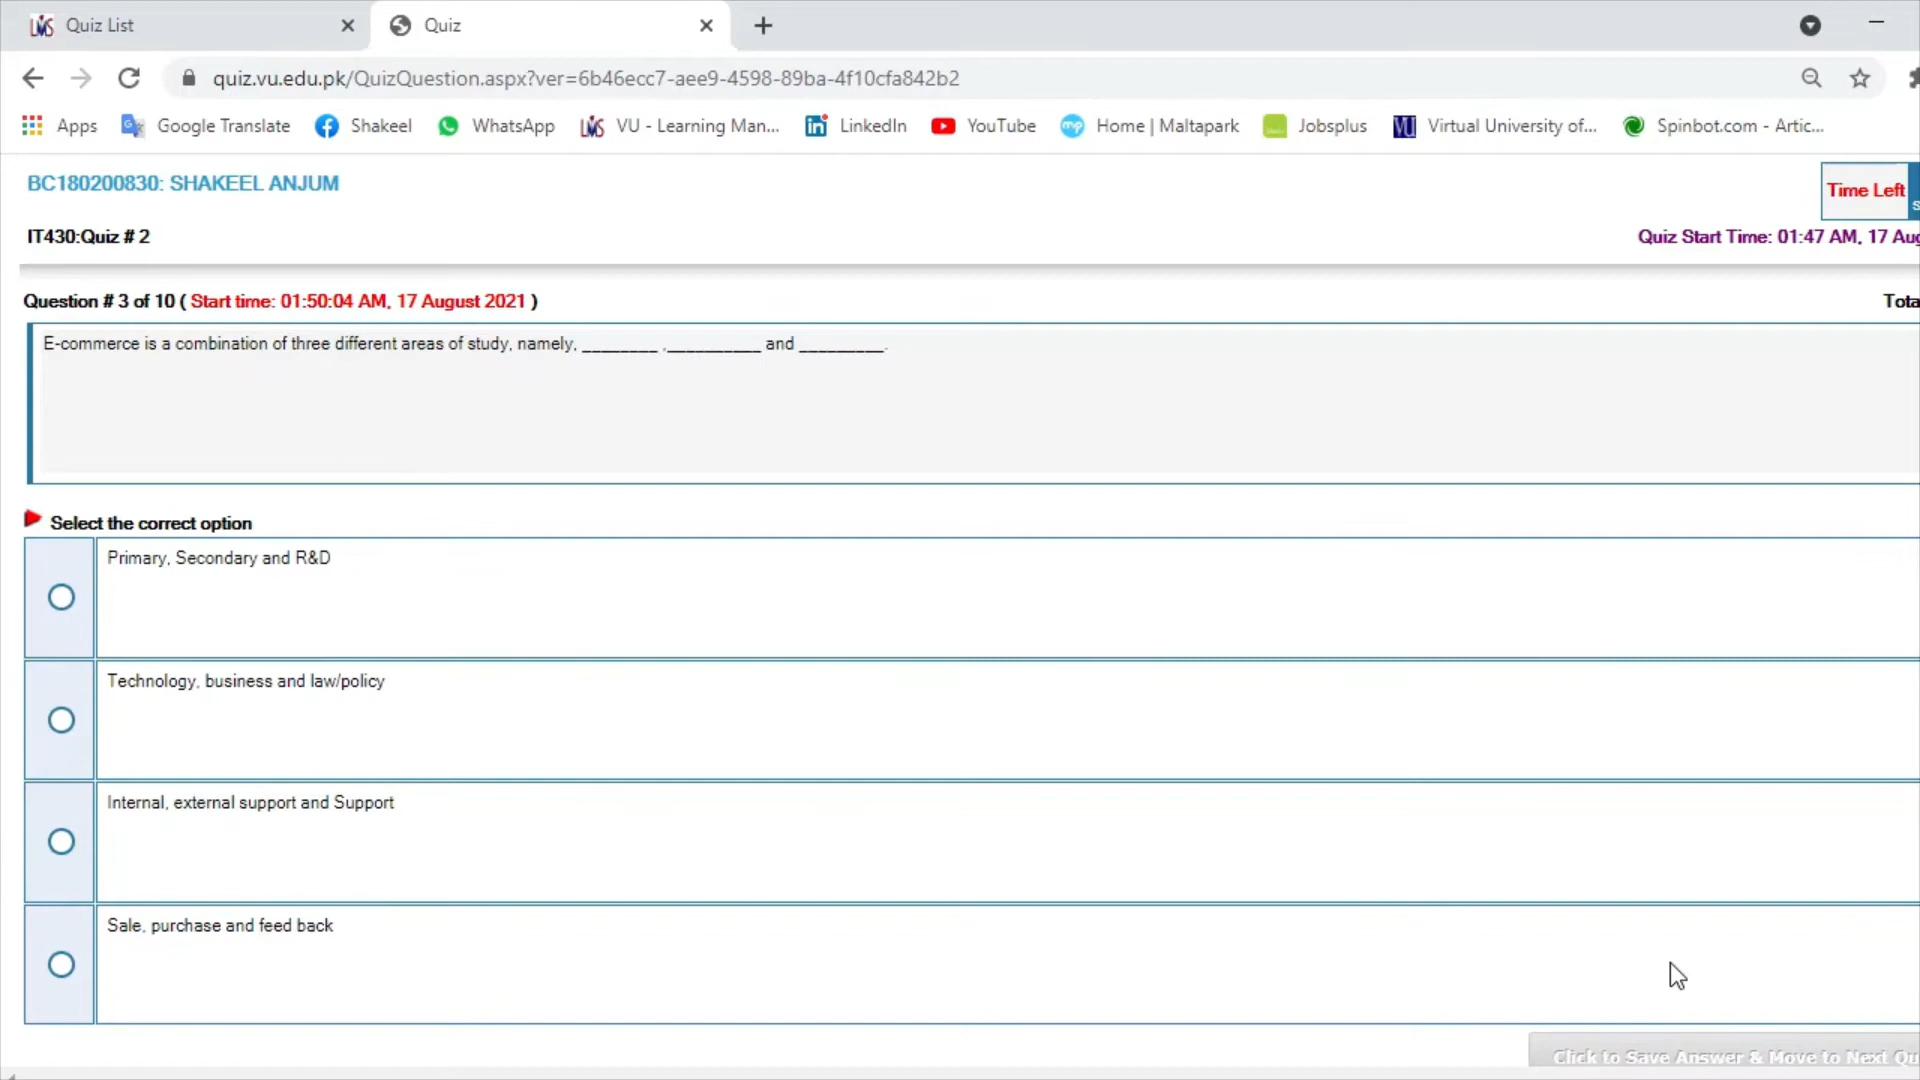 Quiz List
Quiz
quiz.vu.edu.pk/QuizQuestion.aspx?ver=6b46ecc7-aee9-4598-89ba-4f10cfa842b2
Apps Google Translate Shakeel WhatsApp VU - Learning Man... LinkedIn YouTube Home | Maltapark Jobsplus Virtual University of... Spinbot.com - Artic...
BC180200830: SHAKEEL ANJUM
Time Left
IT430:Quiz # 2
Quiz Start Time: 01:47 AM, 17 Aug
Question # 3 of 10 ( Start time: 01:50:04 AM, 17 August 2021 )
Tota
E-commerce is a combination of three different areas of study, namely, ________ ,__________ and _________.
Select the correct option
Primary, Secondary and R&D
Technology, business and law/policy
Internal, external support and Support
Sale, purchase and feed back
Click to Save Answer & Move to Next Qu